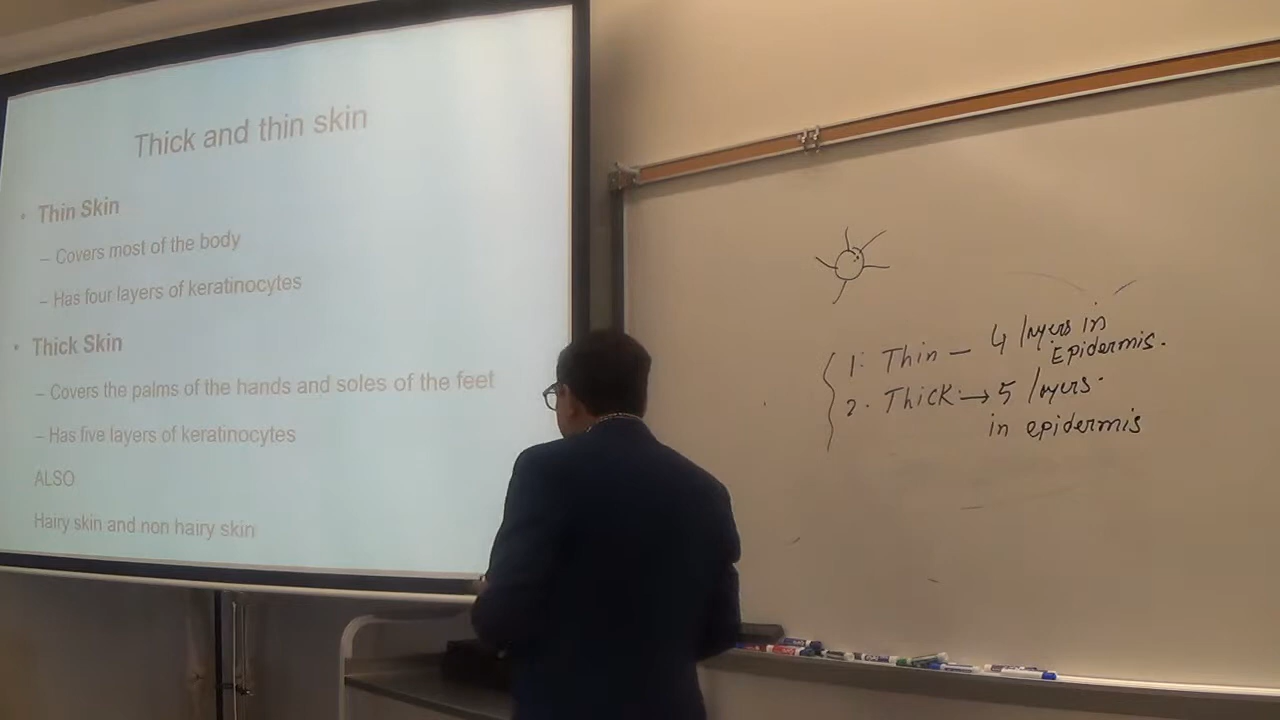 Thick and thin skin
• Thin Skin
– Covers most of the body
– Has four layers of keratinocytes
• Thick Skin
– Covers the palms of the hands and soles of the feet
– Has five layers of keratinocytes
ALSO
Hairy skin and non hairy skin
1: Thin — 4 layers in
Epidermis.
2. Thick → 5 layers.
in epidermis